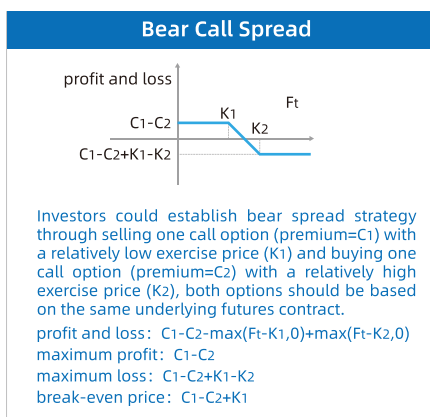 Bear Call Spread
profit and loss
Ft
K1
C1-C2
K2
C1-C2+K1-K2
Investors could establish bear spread strategy
through selling one call option (premium=C1) with
a relatively low exercise price (K1) and buying one
call option (premium=C2) with a relatively high
exercise price (K2), both options should be based
on the same underlying futures contract.
profit and loss: C1-C2-max(Ft-K1,0)+max(Ft-K2,0)
maximum profit: C1-C2
maximum loss: C1-C2+K1-K2
break-even price: C1-C2+K1